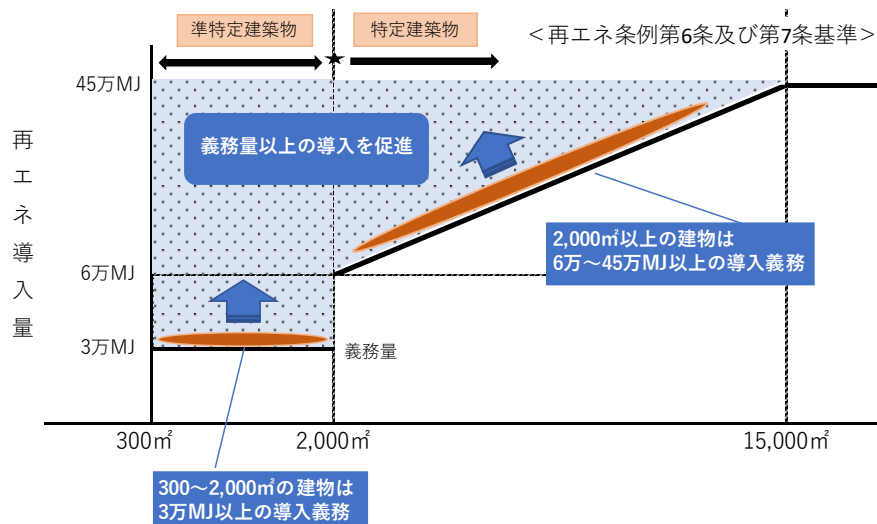 準特定建築物
特定建築物
＜再エネ条例第6条及び第7条基準＞
45万MJ
再エネ導入量
義務量以上の導入を促進
2,000㎡以上の建物は
6万～45万MJ以上の導入義務
6万MJ
3万MJ
義務量
300㎡
2,000㎡
15,000㎡
300～2,000㎡の建物は
3万MJ以上の導入義務